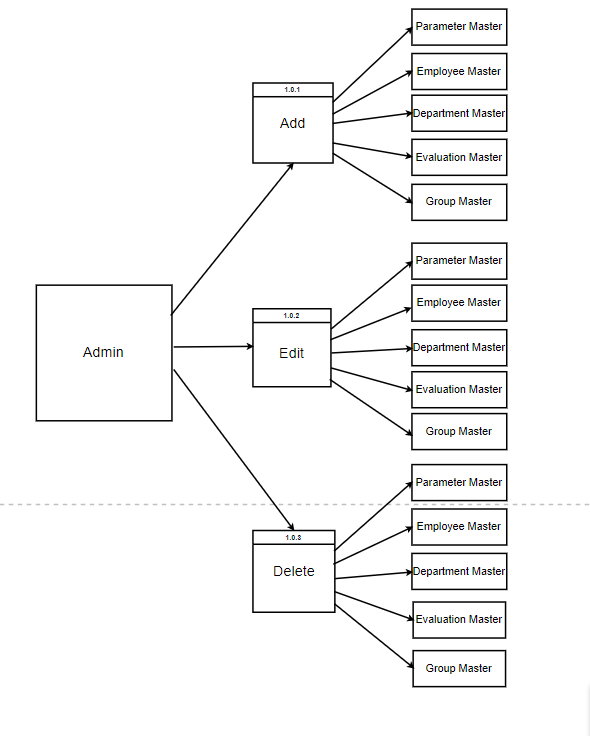 Parameter Master
Employee Master
Department Master
Evaluation Master
Group Master
1.0.1
Add
Admin
Parameter Master
Employee Master
Department Master
Evaluation Master
Group Master
1.0.2
Edit
Parameter Master
Employee Master
Department Master
Evaluation Master
Group Master
1.0.3
Delete